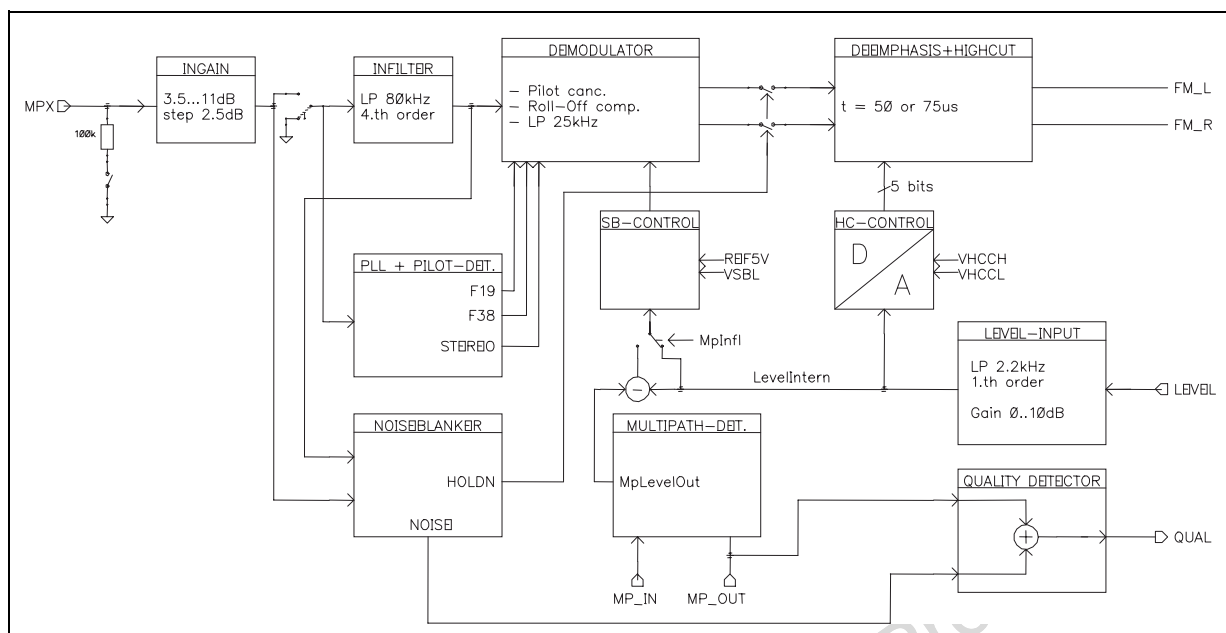 DEMODULATOR
DEEMPHASIS+HIGHCUT
INGAIN
INFILTER
MPX
3.5...11dB
step 2.5dB
LP 80kHz
4.th order
- Pilot canc.
- Roll-Off comp.
- LP 25kHz
t = 50 or 75us
FM_L
FM_R
100k
5 bits
SB-CONTROL
HC-CONTROL
PLL + PILOT-DET.
REF5V
VSBL
D
A
VHCCH
VHCCL
F19
F38
STEREO
MpInfl
LEVEL-INPUT
LP 2.2kHz
1.th order
Gain 0..10dB
LevelIntern
-
LEVEL
NOISEBLANKER
MULTIPATH-DET.
HOLDN
MpLevelOut
NOISE
QUALITY DETECTOR
+
QUAL
MP_IN
MP_OUT